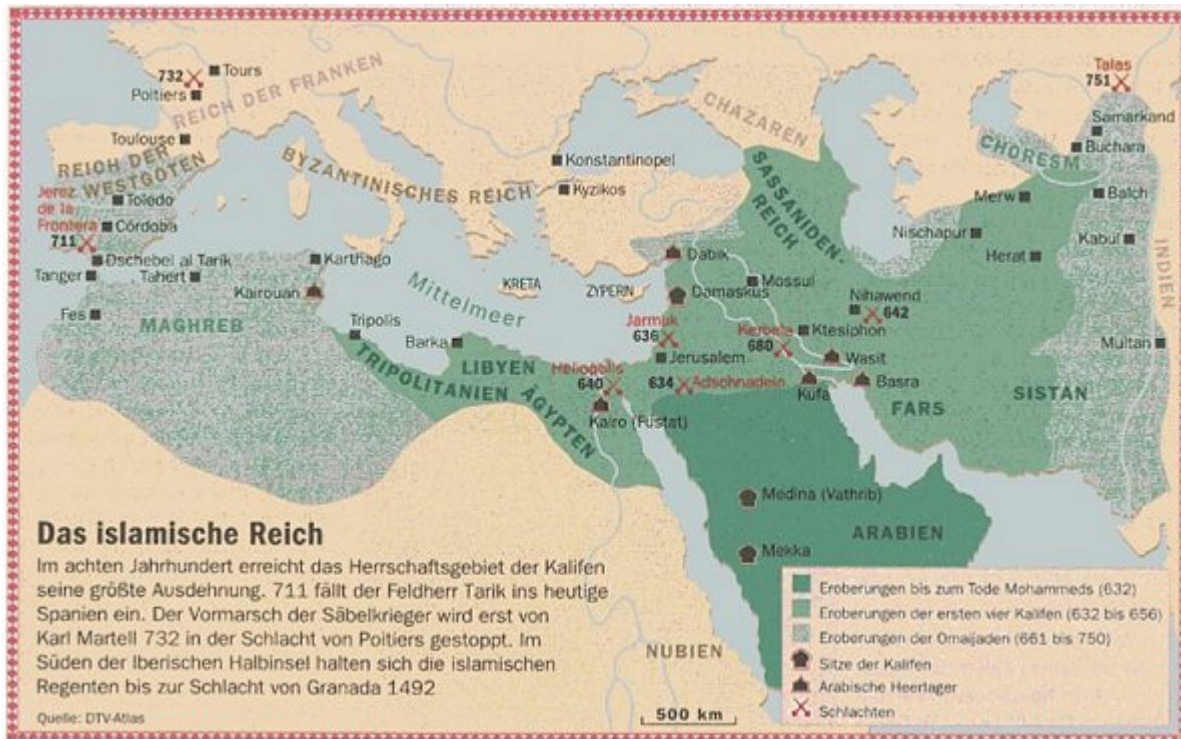 732
Tours
Poitiers
REICH DER FRANKEN
Toulouse
REICH DER
WESTGOTEN
Jerez
de la
Frontera
711
Toledo
Córdoba
Dschebel al Tarik
Tanger
Tahert
Fes
MAGHREB
Karthago
Kairouan
Tripolis
Barka
TRIPOLITANIEN
LIBYEN
ÄGYPTEN
BYZANTINISCHES REICH
Mittelmeer
KRETA
ZYPERN
Konstantinopel
Kyzikos
CHAZAREN
SASSANIDEN-
REICH
Dabik
Damaskus
Mossul
Jarmuk
636
Jerusalem
Heliopolis
640
634
Adschnadein
Kairo (Fustat)
Kerbela
680
Nihawend
642
Ktesiphon
Wasit
Kufa
Basra
FARS
SISTAN
Talas
751
Samarkand
Buchara
CHORESM
Merw
Balch
Nischapur
Herat
Kabul
Multan
INDIEN
Medina (Vathrib)
Mekka
ARABIEN
NUBIEN
Das islamische Reich
Im achten Jahrhundert erreicht das Herrschaftsgebiet der Kalifen
seine größte Ausdehnung. 711 fällt der Feldherr Tarik ins heutige
Spanien ein. Der Vormarsch der Säbelkrieger wird erst von
Karl Martell 732 in der Schlacht von Poitiers gestoppt. Im
Süden der Iberischen Halbinsel halten sich die islamischen
Regenten bis zur Schlacht von Granada 1492
Quelle: DTV-Atlas
500 km
Eroberungen bis zum Tode Mohammeds (632)
Eroberungen der ersten vier Kalifen (632 bis 656)
Eroberungen der Omaijaden (661 bis 750)
Sitze der Kalifen
Arabische Heerlager
Schlachten